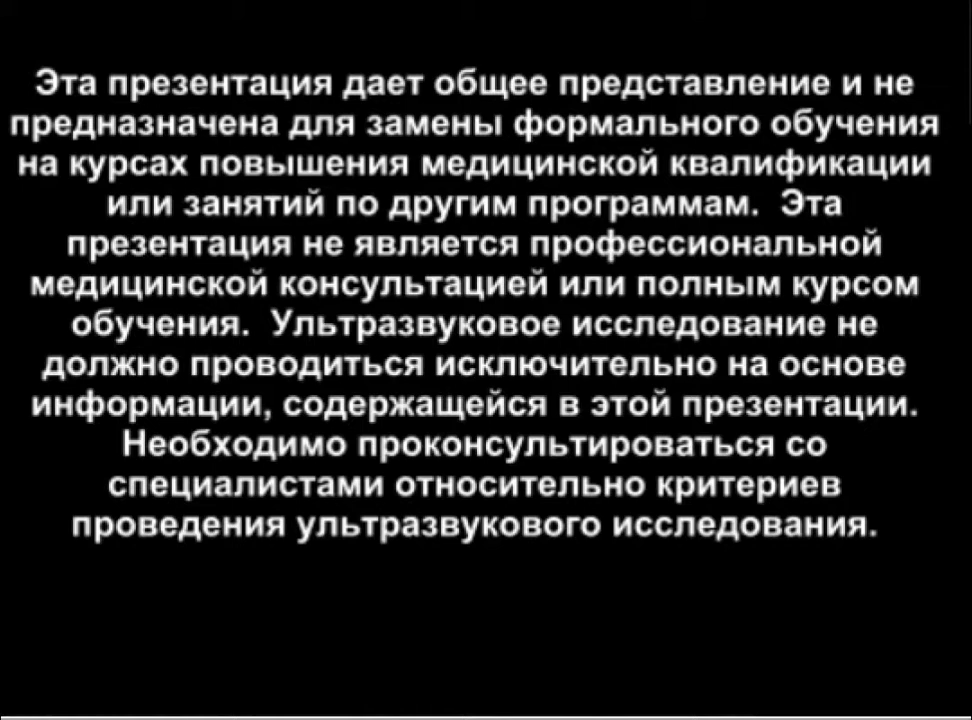 Эта презентация дает общее представление и не
предназначена для замены формального обучения
на курсах повышения медицинской квалификации
или занятий по другим программам.  Эта
презентация не является профессиональной
медицинской консультацией или полным курсом
обучения.  Ультразвуковое исследование не
должно проводиться исключительно на основе
информации, содержащейся в этой презентации.
Необходимо проконсультироваться со
специалистами относительно критериев
проведения ультразвукового исследования.